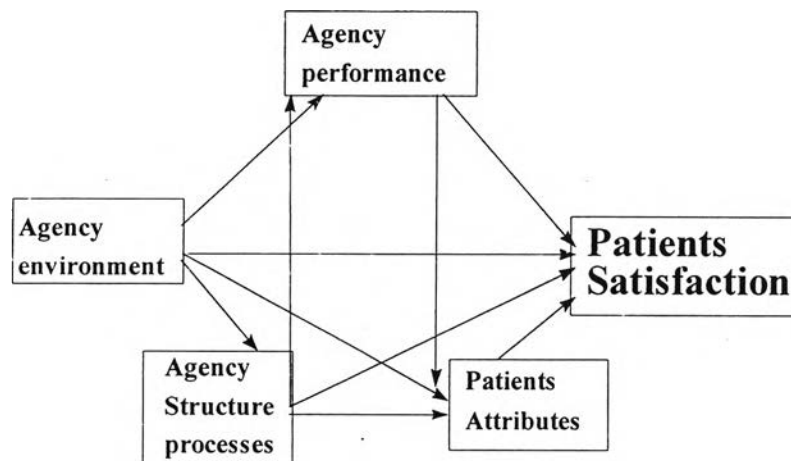 Agency
performance
Agency
environment
Patients
Satisfaction
Agency
Structure
processes
Patients
Attributes